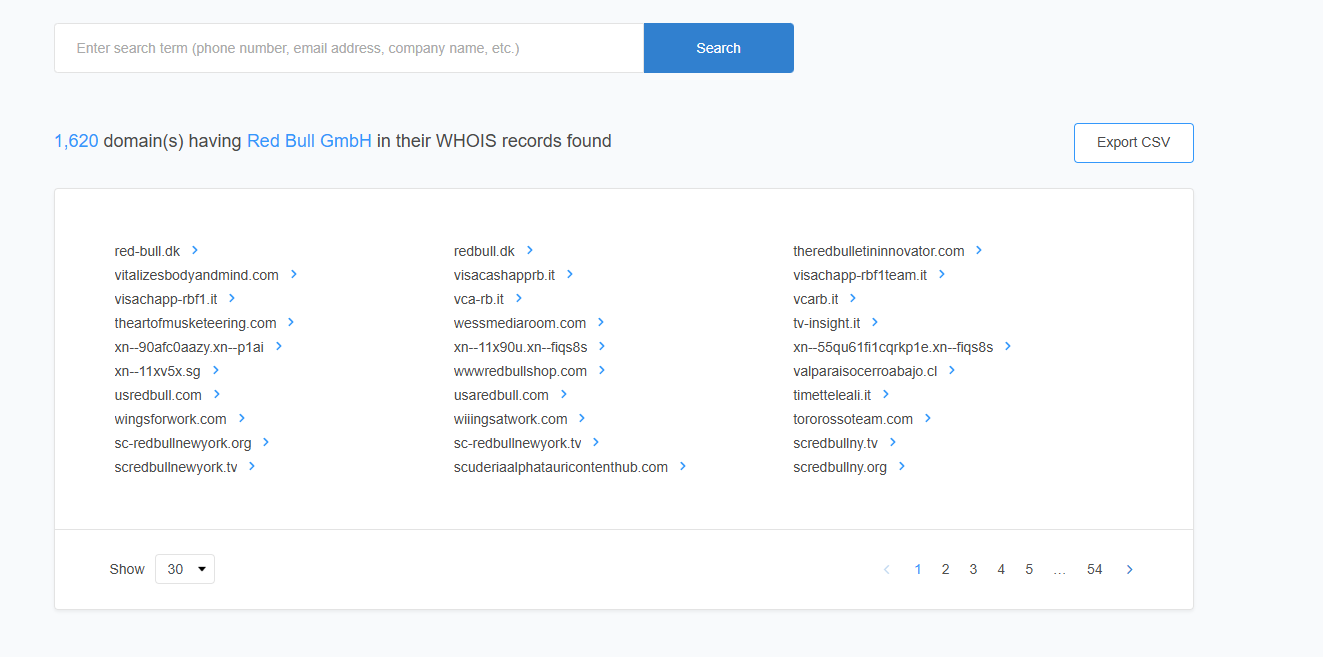 Enter search term (phone number, email address, company name, etc.) Search
1,620 domain(s) having Red Bull GmbH in their WHOIS records found Export CSV
red-bull.dk redbull.dk theredbulletininnovator.com
vitalizesbodyandmind.com visacashapprb.it visachapp-rbf1team.it
visachapp-rbf1.it vca-rb.it vcarb.it
theartofmusketeering.com wessmediaroom.com tv-insight.it
xn--90afc0aazy.xn--p1ai xn--11x90u.xn--fiqs8s xn--55qu61fi1cqrkp1e.xn--fiqs8s
xn--11xv5x.sg wwwredbullshop.com valparaisocerroabajo.cl
usredbull.com usaredbull.com timetteleali.it
wingsforwork.com wiiingsatwork.com tororossoteam.com
sc-redbullnewyork.org sc-redbullnewyork.tv scredbullny.tv
scredbullnewyork.tv scuderiaalphatauricontenthub.com scredbullny.org
Show 30 1 2 3 4 5 ... 54